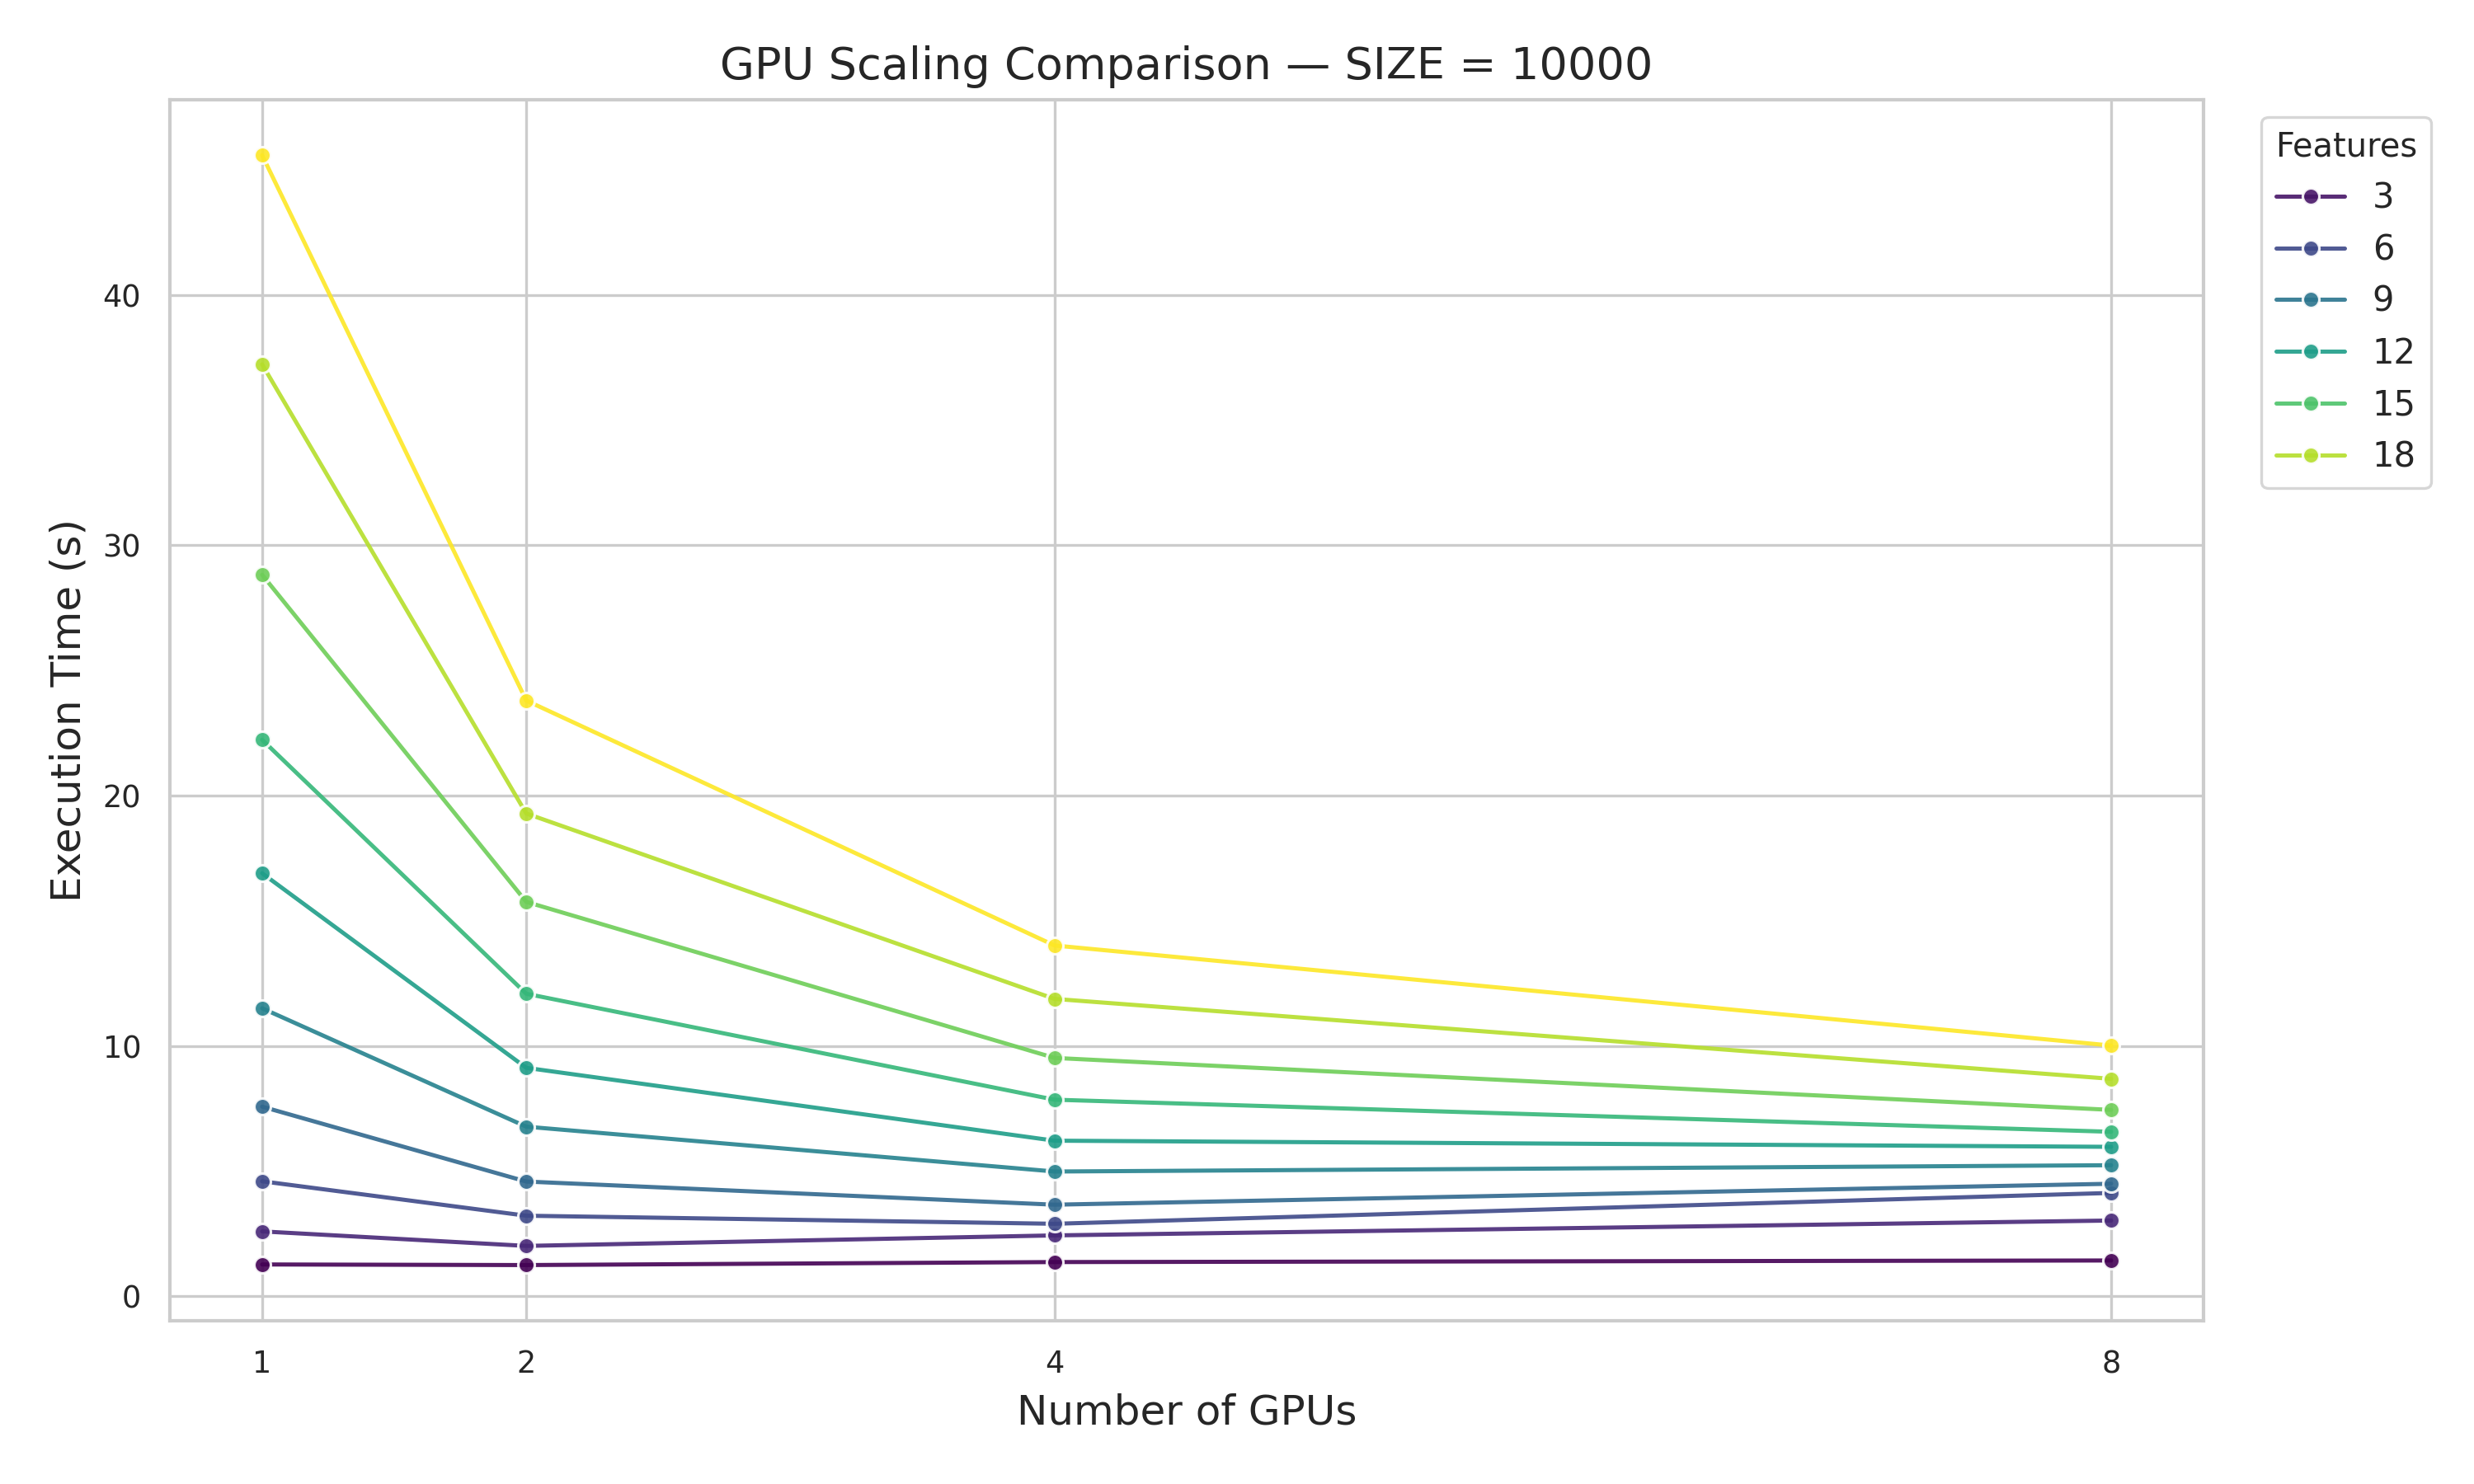 GPU Scaling Comparison — SIZE = 10000
Features
3
6
9
12
15
18
Execution Time (s)
40
30
20
10
0
1 2 4 8
Number of GPUs